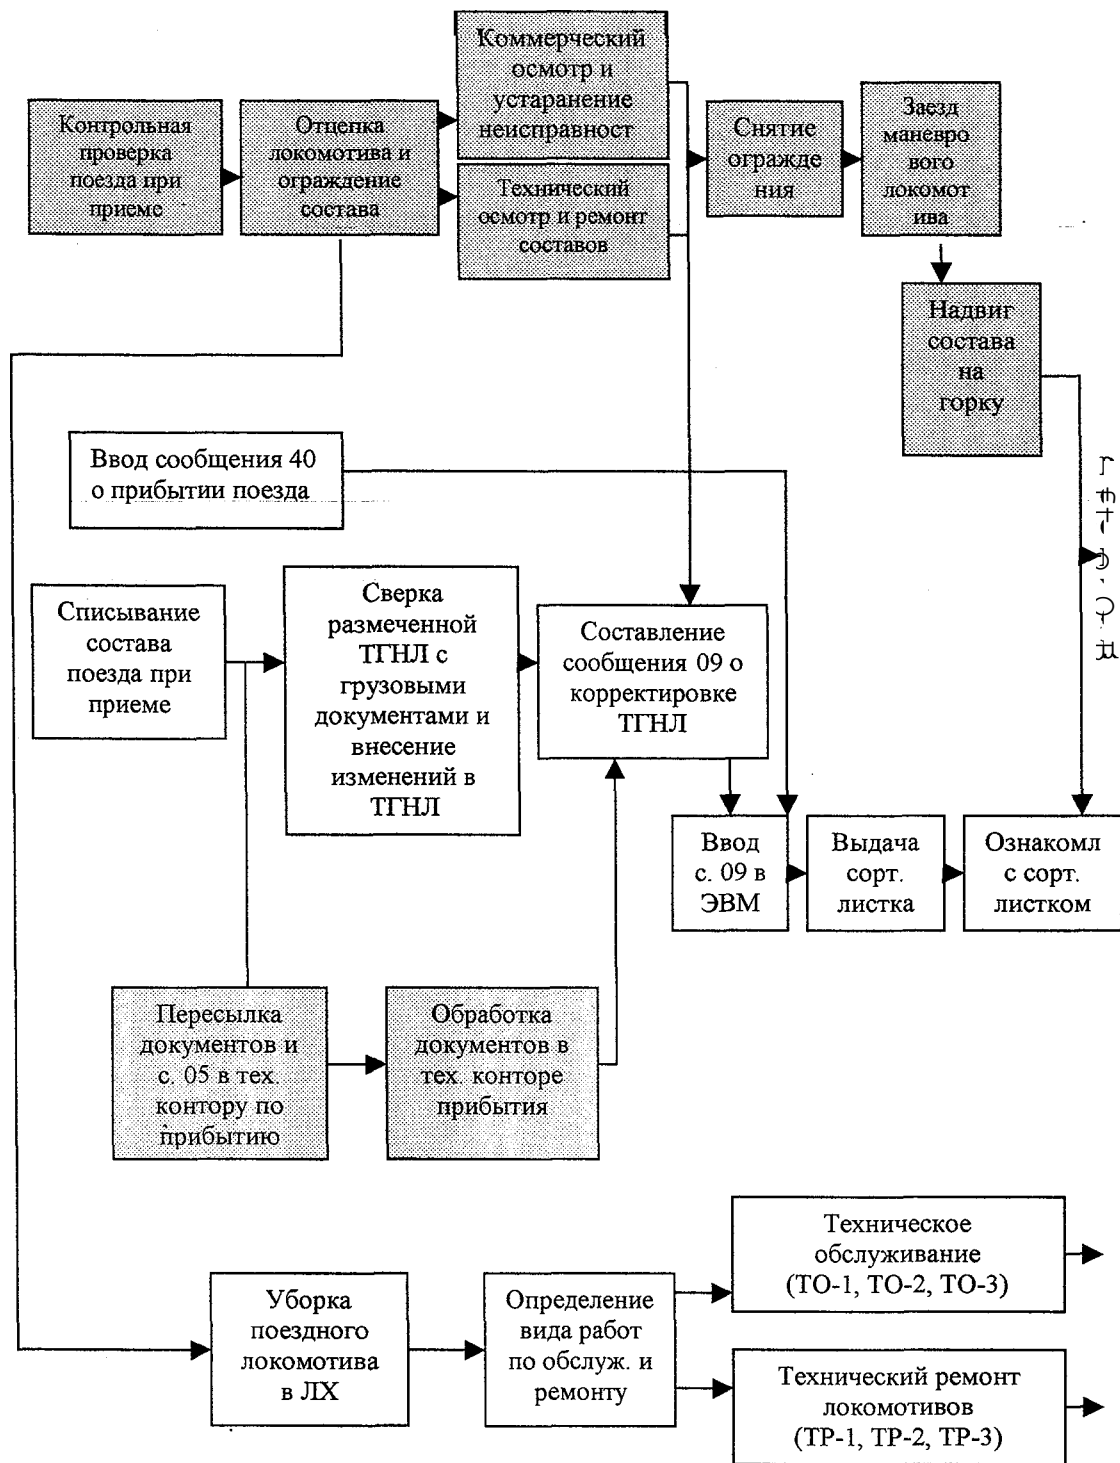 Коммерческий
осмотр и
устаранение
неисправност
Контрольная
проверка
поезда при
приеме
Отцепка
локомотива и
ограждение
состава
Технический
осмотр и ремонт
составов
Снятие
огражде
ния
Заезд
маневро
вого
локомот
ива
Надвиг
состава
на
горку
Ввод сообщения 40
о прибытии поезда
Списывание
состава
поезда при
приеме
Сверка
размеченной
ТГНЛ с
грузовыми
документами и
внесение
изменений в
ТГНЛ
Составление
сообщения 09 о
корректировке
ТГНЛ
Ввод
с. 09 в
ЭВМ
Выдача
сорт.
листка
Ознакомл
с сорт.
листком
Пересылка
документов и
с. 05 в тех.
контору по
прибытию
Обработка
документов в
тех. конторе
прибытия
Уборка
поездного
локомотива
в ЛХ
Определение
вида работ
по обслуж. и
ремонту
Техническое
обслуживание
(ТО-1, ТО-2, ТО-3)
Технический ремонт
локомотивов
(ТР-1, ТР-2, ТР-3)